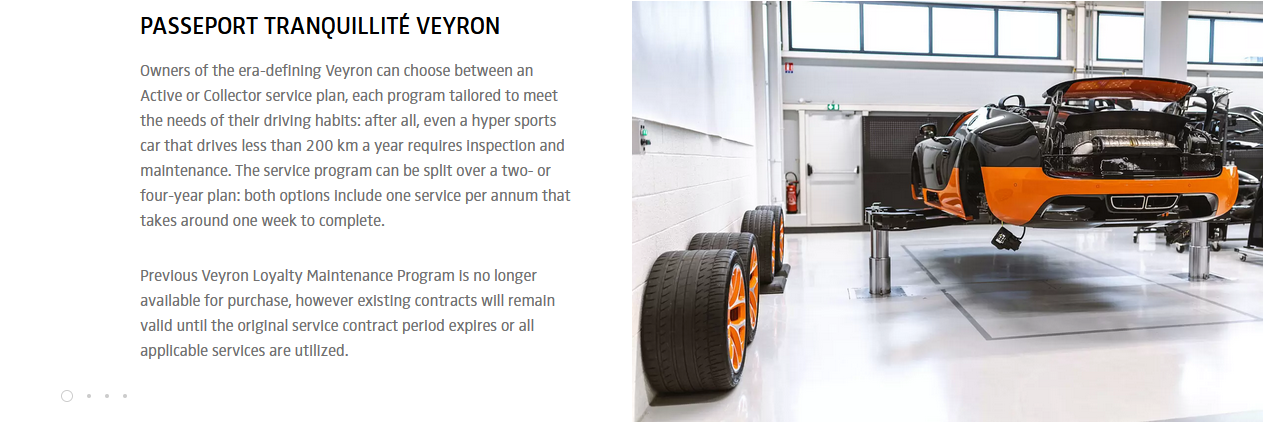 PASSEPORT TRANQUILLITÉ VEYRON
Owners of the era-defining Veyron can choose between an
Active or Collector service plan, each program tailored to meet
the needs of their driving habits: after all, even a hyper sports
car that drives less than 200 km a year requires inspection and
maintenance. The service program can be split over a two- or
four-year plan: both options include one service per annum that
takes around one week to complete.
Previous Veyron Loyalty Maintenance Program is no longer
available for purchase, however existing contracts will remain
valid until the original service contract period expires or all
applicable services are utilized.